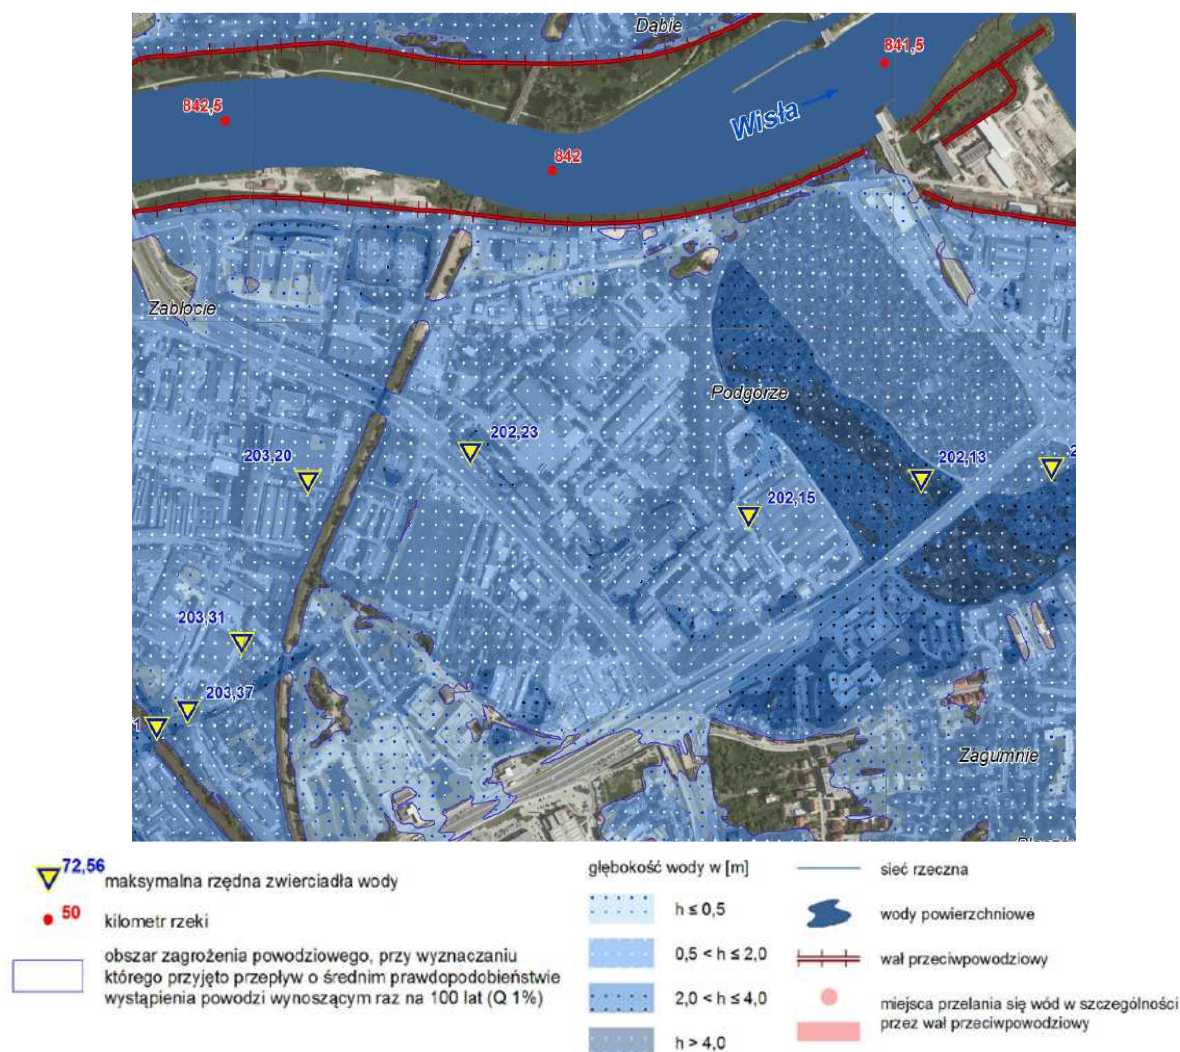 Dąbie
841,5
842,5
Wisła
842
Zabłocie
Podgórze
202,23
203,20
202,13
2
202,15
203,31
203,37
1
Zagumnie
72,56
maksymalna rzędna zwierciadła wody
50
kilometr rzeki
obszar zagrożenia powodziowego, przy wyznaczaniu
którego przyjęto przepływ o średnim prawdopodobieństwie
wystąpienia powodzi wynoszącym raz na 100 lat (Q 1%)
głębokość wody w [m]
h ≤ 0,5
0,5 < h ≤ 2,0
2,0 < h ≤ 4,0
h > 4,0
sieć rzeczna
wody powierzchniowe
wał przeciwpowodziowy
miejsca przelania się wód w szczególności
przez wał przeciwpowodziowy